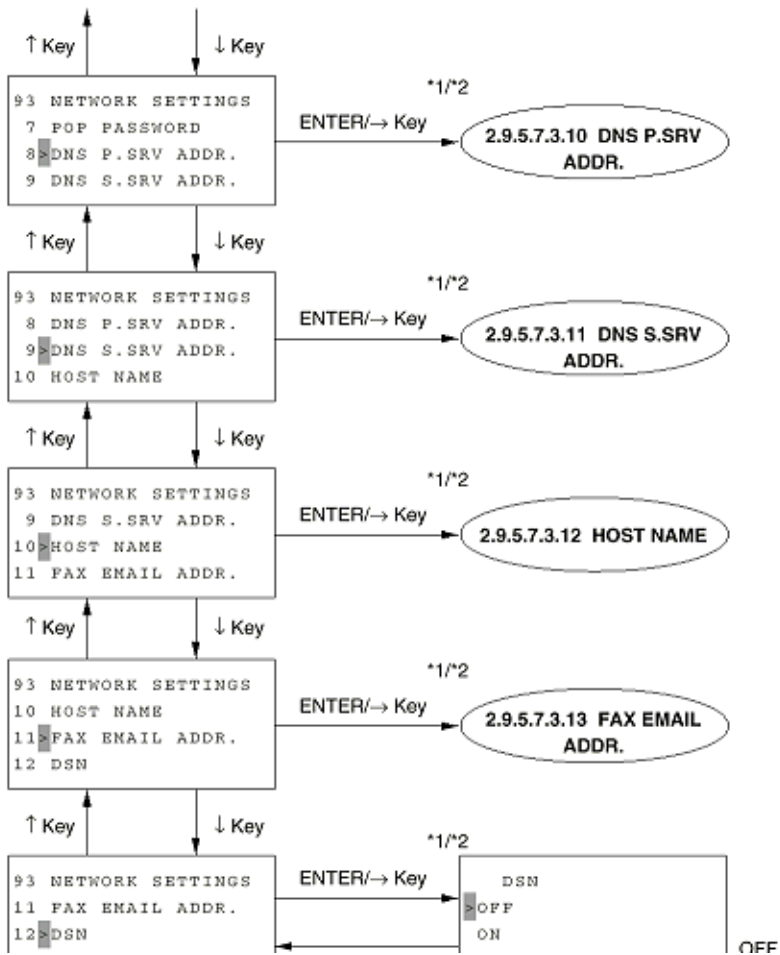 ↑ Key ↓ Key
*1/*2
93 NETWORK SETTINGS
7 POP PASSWORD
8>DNS P.SRV ADDR.
9 DNS S.SRV ADDR.
ENTER/→ Key
2.9.5.7.3.10 DNS P.SRV
ADDR.
↑ Key ↓ Key
*1/*2
93 NETWORK SETTINGS
8 DNS P.SRV ADDR.
9>DNS S.SRV ADDR.
10 HOST NAME
ENTER/→ Key
2.9.5.7.3.11 DNS S.SRV
ADDR.
↑ Key ↓ Key
*1/*2
93 NETWORK SETTINGS
9 DNS S.SRV ADDR.
10>HOST NAME
11 FAX EMAIL ADDR.
ENTER/→ Key
2.9.5.7.3.12 HOST NAME
↑ Key ↓ Key
*1/*2
93 NETWORK SETTINGS
10 HOST NAME
11>FAX EMAIL ADDR.
12 DSN
ENTER/→ Key
2.9.5.7.3.13 FAX EMAIL
ADDR.
↑ Key ↓ Key
*1/*2
93 NETWORK SETTINGS
11 FAX EMAIL ADDR.
12>DSN
ENTER/→ Key
DSN
>OFF
ON
OFF